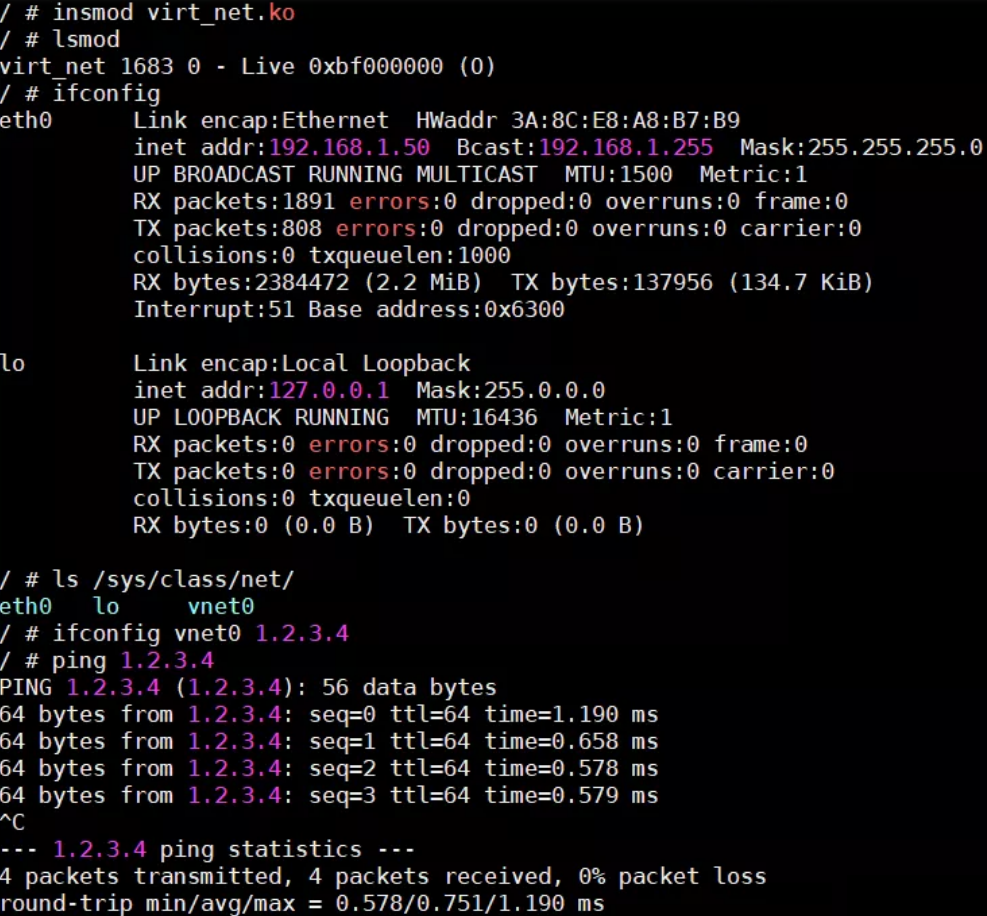 / # insmod virt_net.ko
/ # lsmod
virt_net 1683 0 - Live 0xbf000000 (O)
/ # ifconfig
eth0      Link encap:Ethernet  HWaddr 3A:8C:E8:A8:B7:B9
          inet addr:192.168.1.50  Bcast:192.168.1.255  Mask:255.255.255.0
          UP BROADCAST RUNNING MULTICAST  MTU:1500  Metric:1
          RX packets:1891 errors:0 dropped:0 overruns:0 frame:0
          TX packets:808 errors:0 dropped:0 overruns:0 carrier:0
          collisions:0 txqueuelen:1000
          RX bytes:2384472 (2.2 MiB)  TX bytes:137956 (134.7 KiB)
          Interrupt:51 Base address:0x6300

lo        Link encap:Local Loopback
          inet addr:127.0.0.1  Mask:255.0.0.0
          UP LOOPBACK RUNNING  MTU:16436  Metric:1
          RX packets:0 errors:0 dropped:0 overruns:0 frame:0
          TX packets:0 errors:0 dropped:0 overruns:0 carrier:0
          collisions:0 txqueuelen:0
          RX bytes:0 (0.0 B)  TX bytes:0 (0.0 B)

/ # ls /sys/class/net/
eth0   lo     vnet0
/ # ifconfig vnet0 1.2.3.4
/ # ping 1.2.3.4
PING 1.2.3.4 (1.2.3.4): 56 data bytes
64 bytes from 1.2.3.4: seq=0 ttl=64 time=1.190 ms
64 bytes from 1.2.3.4: seq=1 ttl=64 time=0.658 ms
64 bytes from 1.2.3.4: seq=2 ttl=64 time=0.578 ms
64 bytes from 1.2.3.4: seq=3 ttl=64 time=0.579 ms
^C
--- 1.2.3.4 ping statistics ---
4 packets transmitted, 4 packets received, 0% packet loss
round-trip min/avg/max = 0.578/0.751/1.190 ms